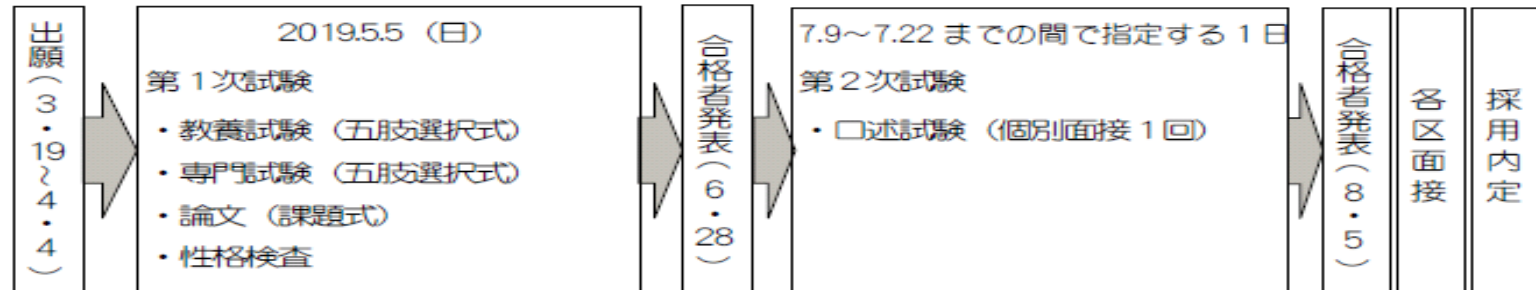 出願（3・19～4・4）
2019.5.5（日）
第1次試験
・教養試験（五肢選択式）
・専門試験（五肢選択式）
・論文（課題式）
・性格検査
合格者発表（6・28）
7.9～7.22 までの間で指定する 1 日
第2次試験
・口述試験（個別面接 1 回）
合格者発表（8・5）
各区面接
採用内定